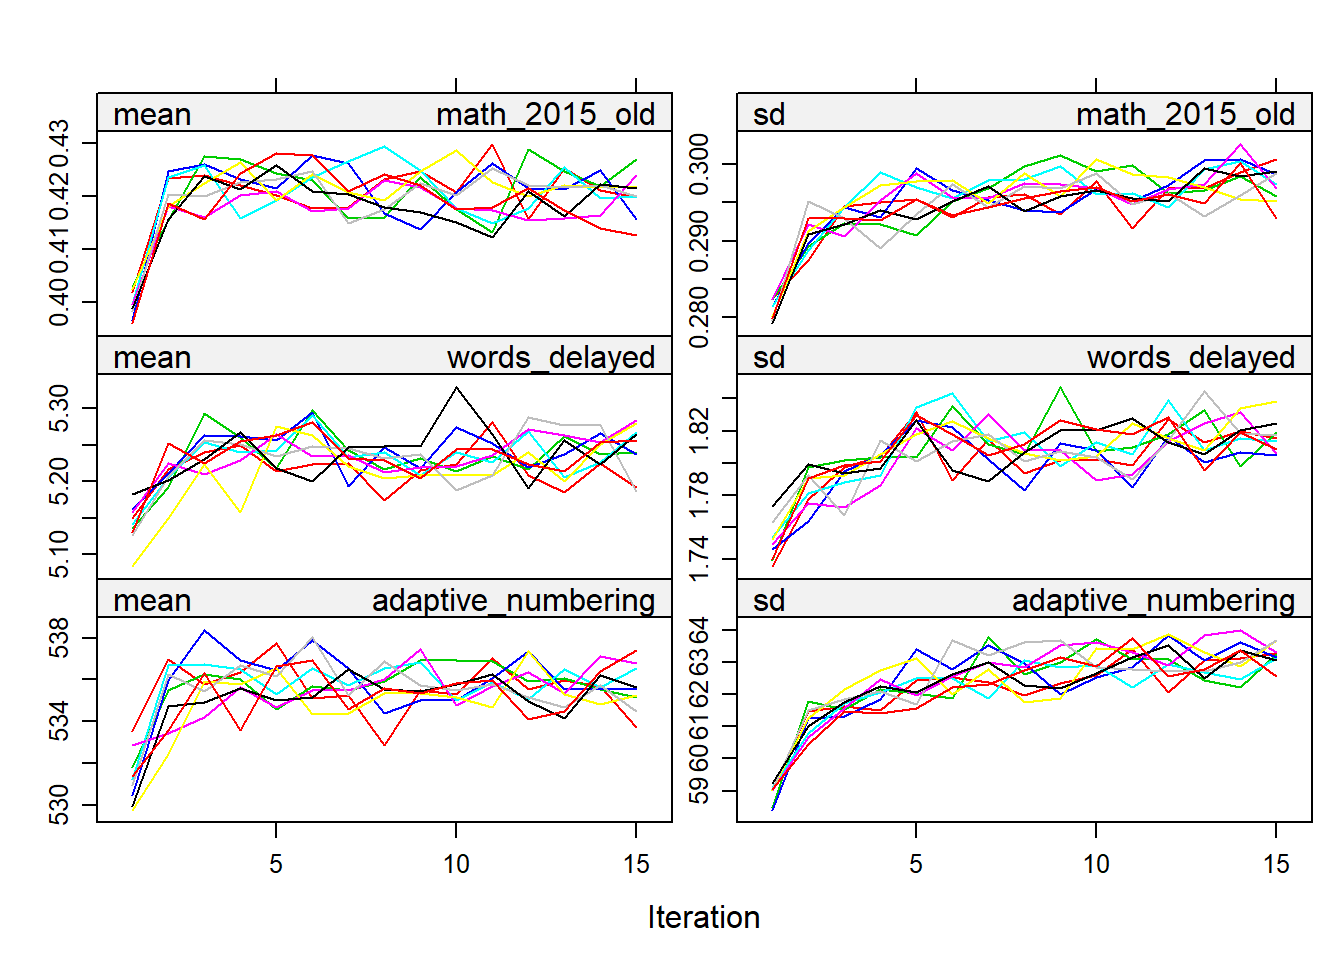 mean math_2015_old
sd math_2015_old
0.40 0.41 0.42 0.43
0.280 0.290 0.300
mean words_delayed
sd words_delayed
5.10 5.20 5.30
1.74 1.78 1.82
mean adaptive_numbering
sd adaptive_numbering
530 534 538
59 60 61 62 63 64
5 10 15
5 10 15
Iteration